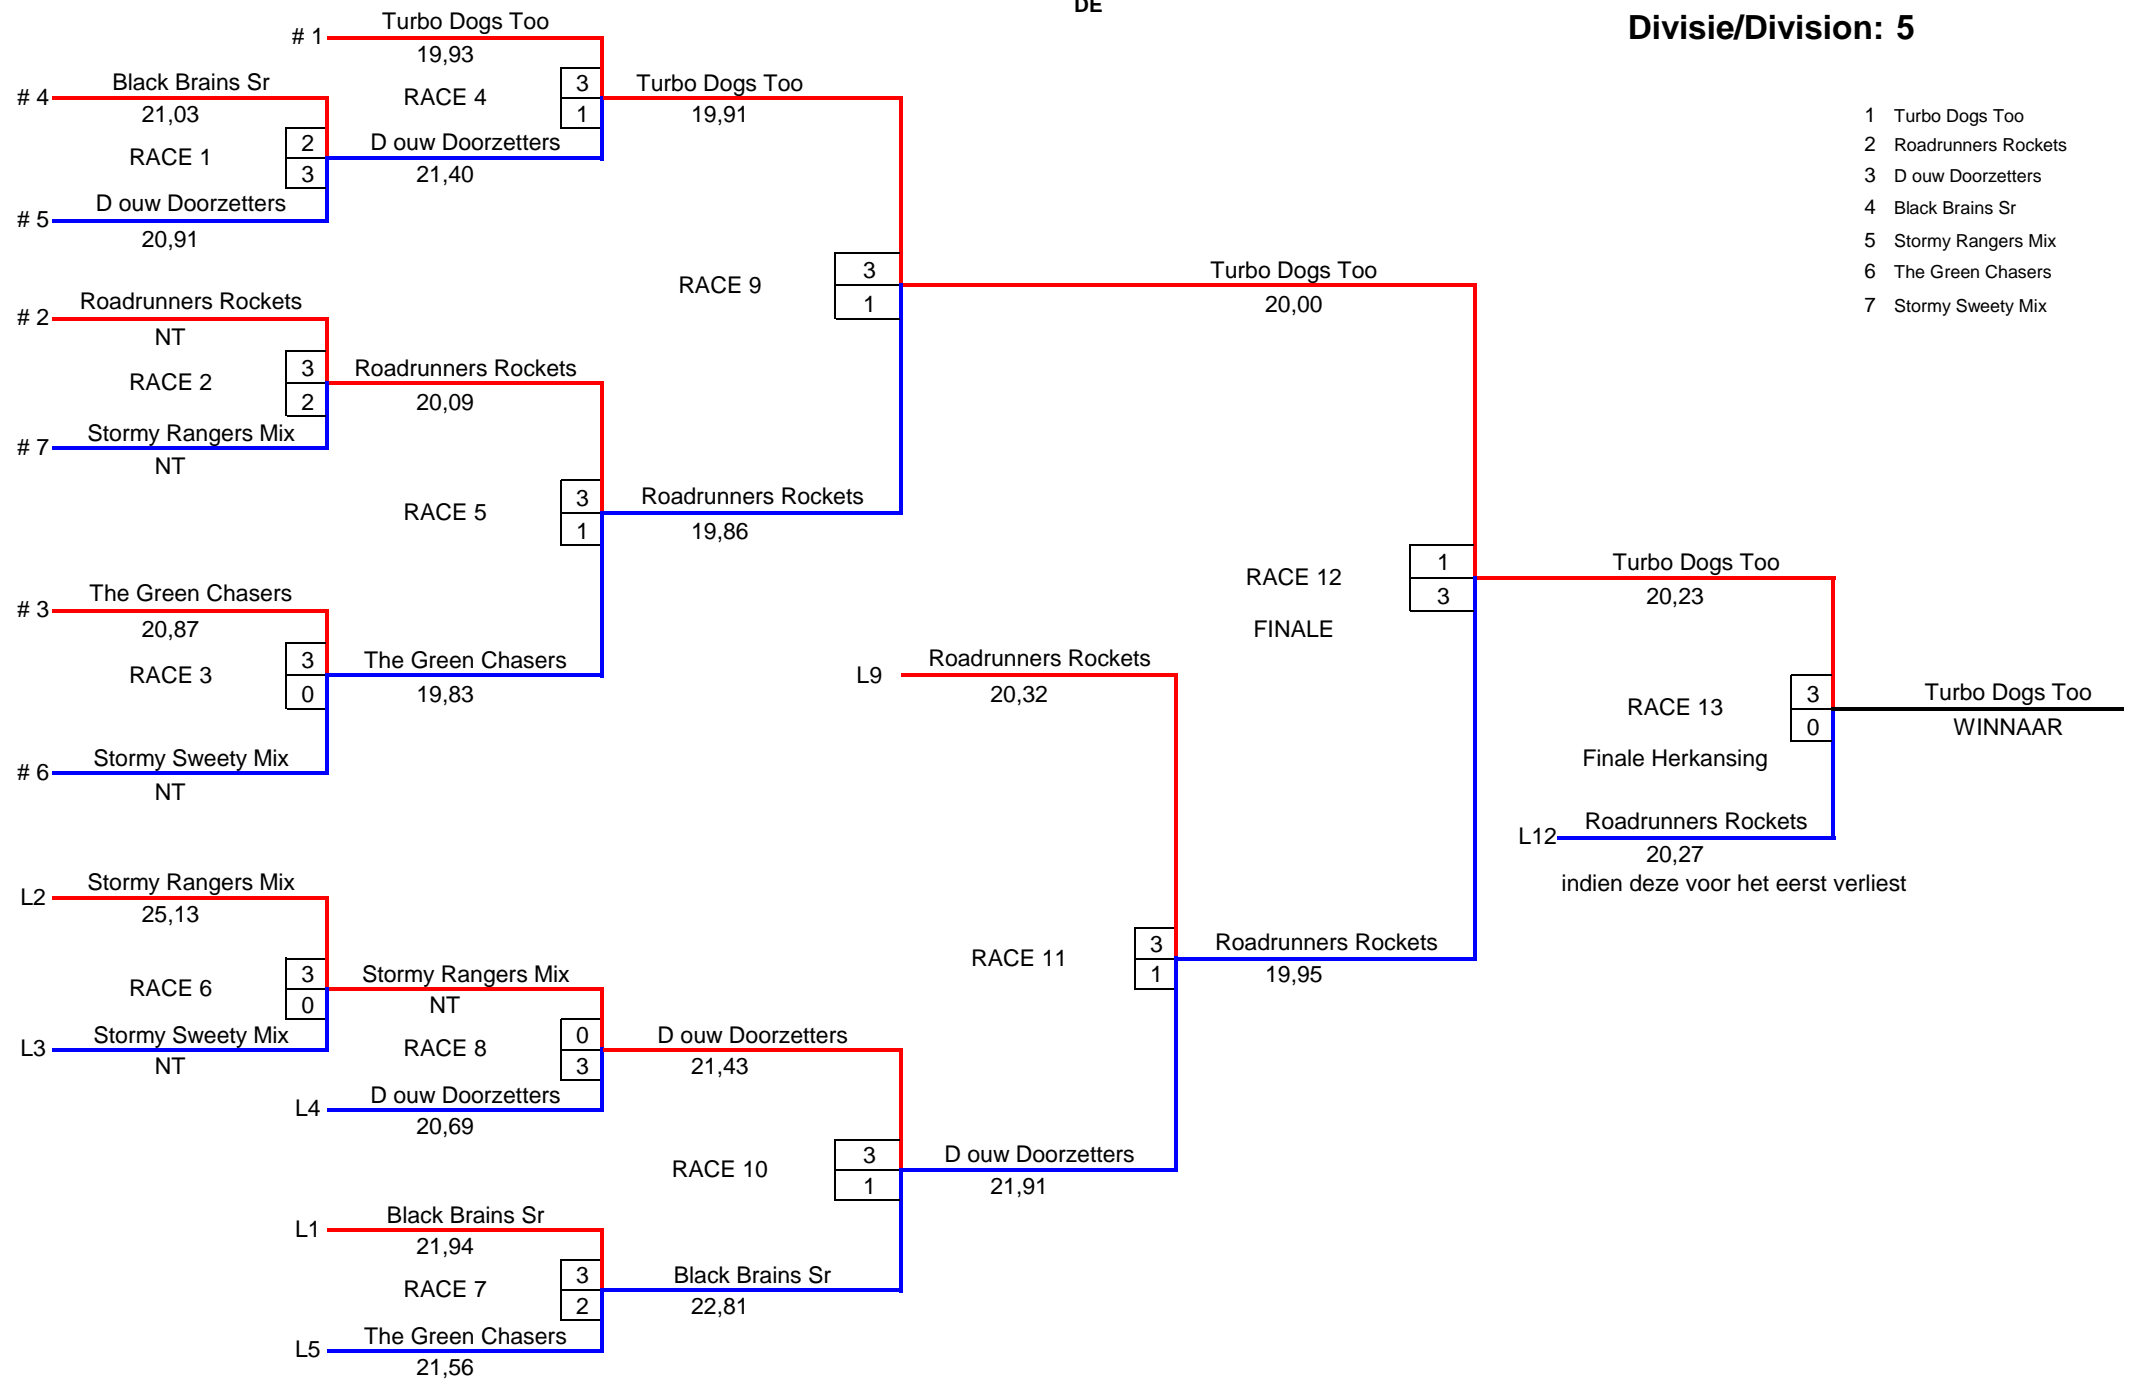 DE
Divisie/Division: 5
1 Turbo Dogs Too
2 Roadrunners Rockets
3 D ouw Doorzetters
4 Black Brains Sr
5 Stormy Rangers Mix
6 The Green Chasers
7 Stormy Sweety Mix
# 1 Turbo Dogs Too
19,93
# 4 Black Brains Sr
21,03
RACE 4
3
1
Turbo Dogs Too
19,91
RACE 1
2
3
D ouw Doorzetters
21,40
# 5 D ouw Doorzetters
20,91
RACE 9
3
1
Turbo Dogs Too
20,00
# 2 Roadrunners Rockets
NT
RACE 2
3
2
Roadrunners Rockets
20,09
# 7 Stormy Rangers Mix
NT
RACE 5
3
1
Roadrunners Rockets
19,86
# 3 The Green Chasers
20,87
RACE 3
3
0
The Green Chasers
19,83
# 6 Stormy Sweety Mix
NT
RACE 12
1
3
FINALE
Turbo Dogs Too
20,23
L9 Roadrunners Rockets
20,32
RACE 13
3
0
Finale Herkansing
Turbo Dogs Too
WINNAAR
L12 Roadrunners Rockets
20,27
indien deze voor het eerst verliest
L2 Stormy Rangers Mix
25,13
RACE 6
3
0
Stormy Rangers Mix
NT
L3 Stormy Sweety Mix
NT
RACE 8
0
3
D ouw Doorzetters
21,43
L4 D ouw Doorzetters
20,69
RACE 11
3
1
Roadrunners Rockets
19,95
RACE 10
3
1
D ouw Doorzetters
21,91
L1 Black Brains Sr
21,94
RACE 7
3
2
Black Brains Sr
22,81
L5 The Green Chasers
21,56